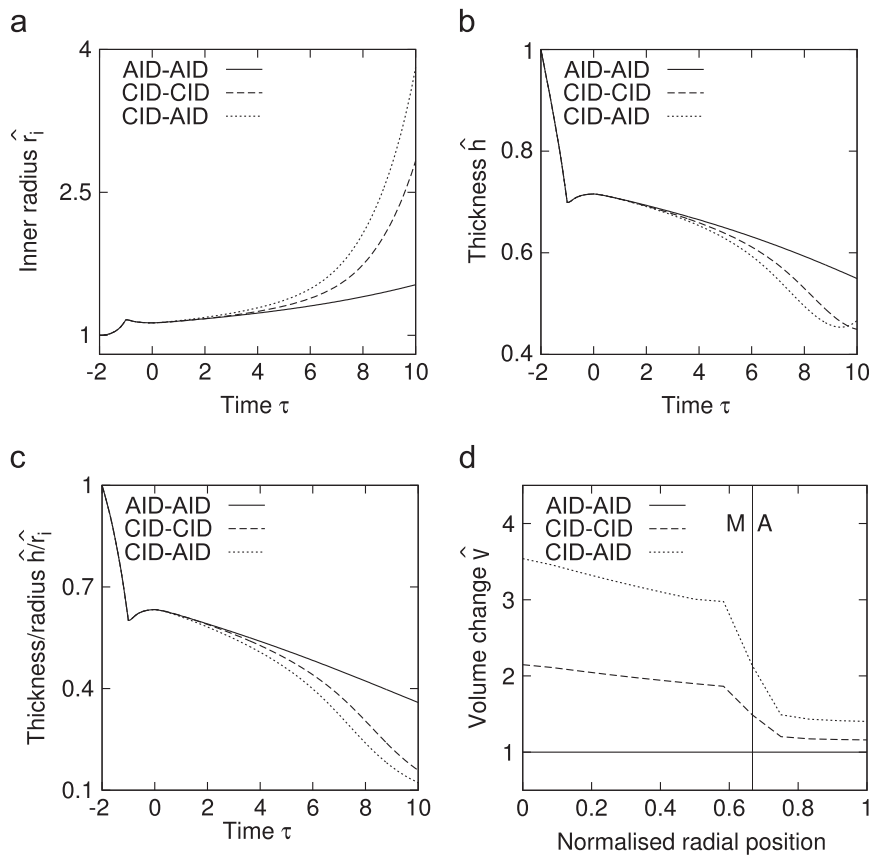 a
4
AID-AID
CID-CID
CID-AID
Inner radius r̂i
2.5
1
-2 0 2 4 6 8 10
Time τ
b
1
AID-AID
CID-CID
CID-AID
0.8
Thickness ĥ
0.6
0.4
-2 0 2 4 6 8 10
Time τ
c
1
AID-AID
CID-CID
CID-AID
0.7
Thickness/radius ĥ/r̂i
0.4
0.1
-2 0 2 4 6 8 10
Time τ
d
AID-AID
CID-CID
CID-AID
M A
4
3
2
1
Volume change v̂
0 0.2 0.4 0.6 0.8 1
Normalised radial position